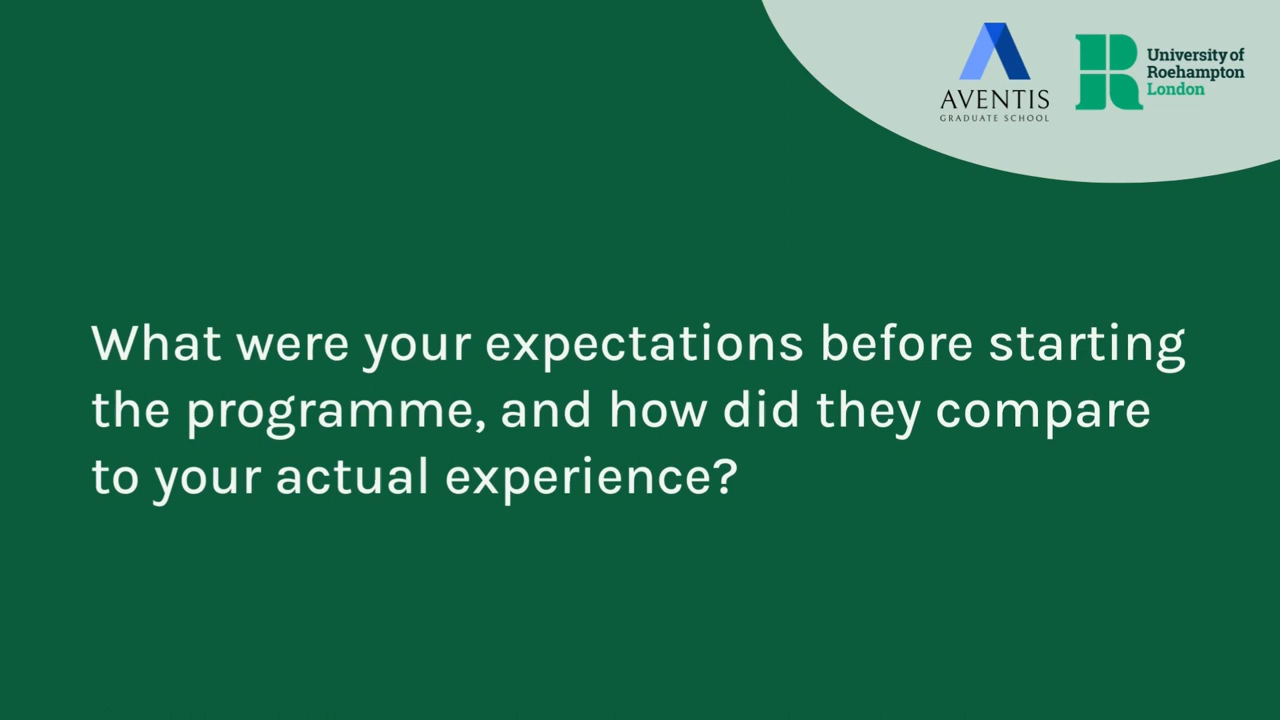 AVENTIS
GRADUATE SCHOOL
University of
Roehampton
London
What were your expectations before starting
the programme, and how did they compare
to your actual experience?